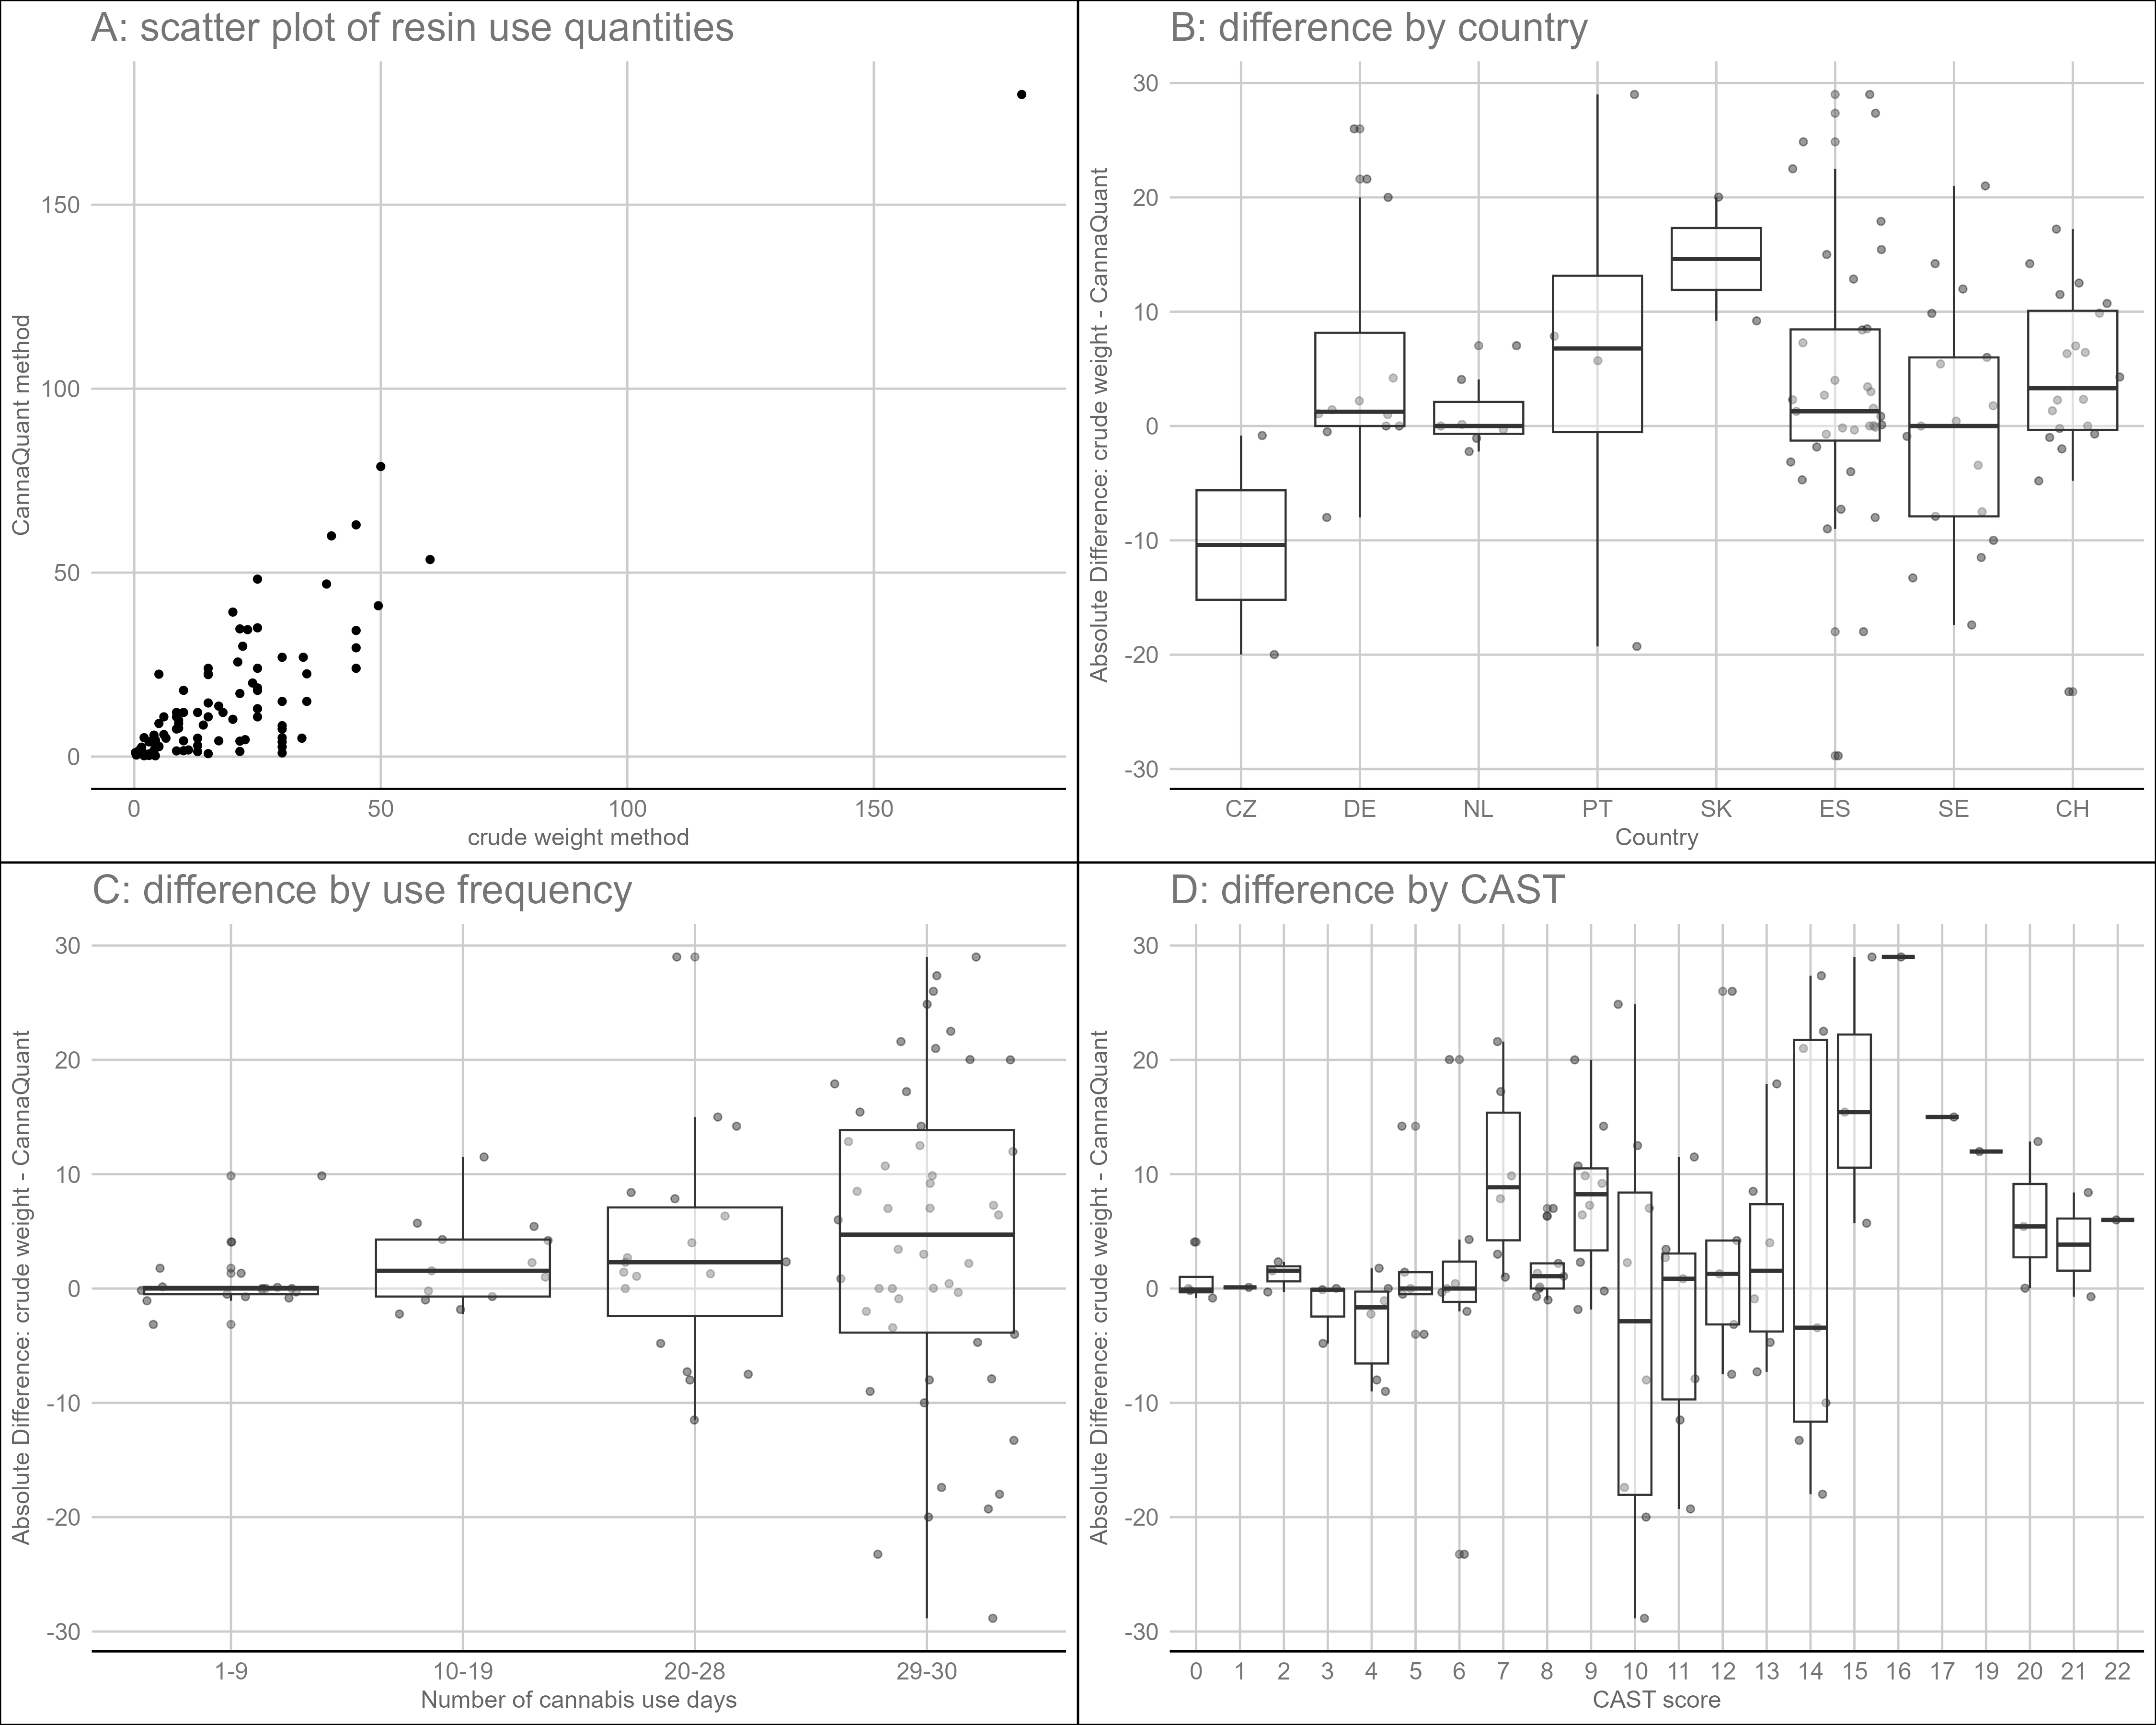 A: scatter plot of resin use quantities
CannaQuant method
150
100
50
0
0 50 100 150
crude weight method
B: difference by country
Absolute Difference: crude weight - CannaQuant
30
20
10
0
-10
-20
-30
CZ DE NL PT SK ES SE CH
Country
C: difference by use frequency
Absolute Difference: crude weight - CannaQuant
30
20
10
0
-10
-20
-30
1-9 10-19 20-28 29-30
Number of cannabis use days
D: difference by CAST
Absolute Difference: crude weight - CannaQuant
30
20
10
0
-10
-20
-30
0 1 2 3 4 5 6 7 8 9 10 11 12 13 14 15 16 17 19 20 21 22
CAST score